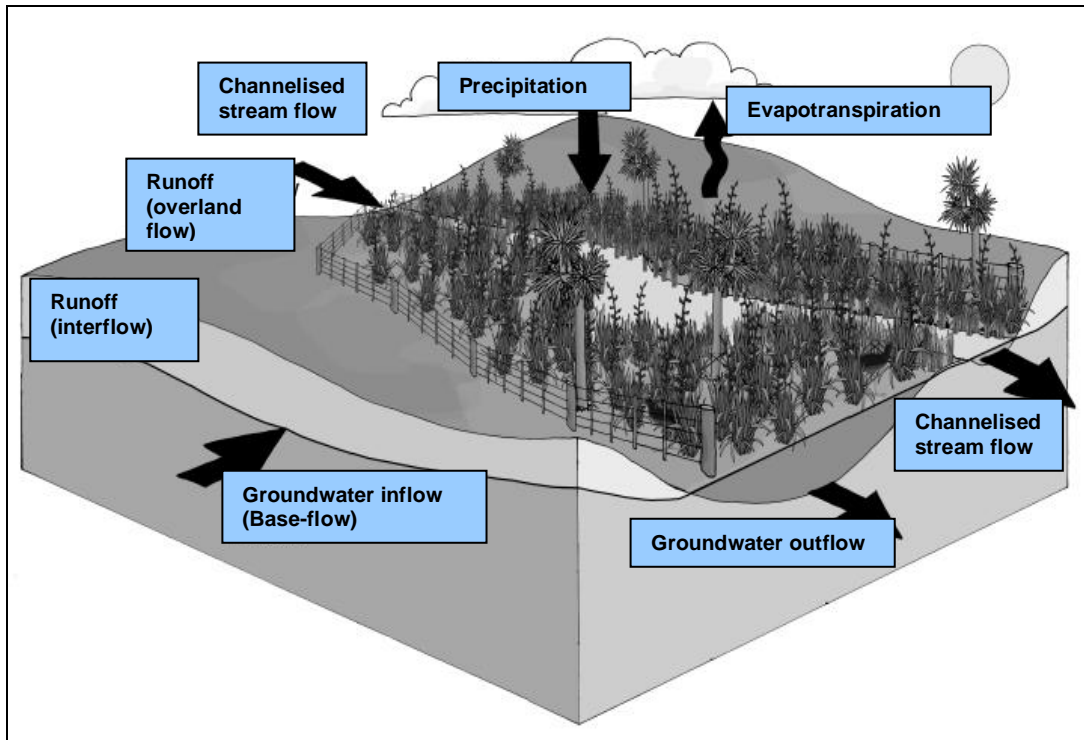 Channelised
stream flow
Precipitation
Evapotranspiration
Runoff
(overland
flow)
Runoff
(interflow)
Channelised
stream flow
Groundwater inflow
(Base-flow)
Groundwater outflow